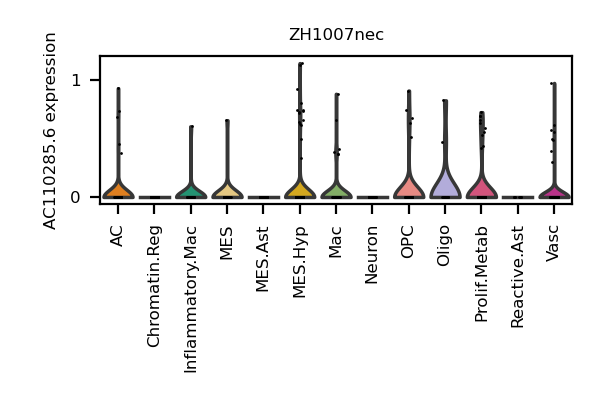 ZH1007nec
AC110285.6 expression
1
0
AC
Chromatin.Reg
Inflammatory.Mac
MES
MES.Ast
MES.Hyp
Mac
Neuron
OPC
Oligo
Prolif.Metab
Reactive.Ast
Vasc